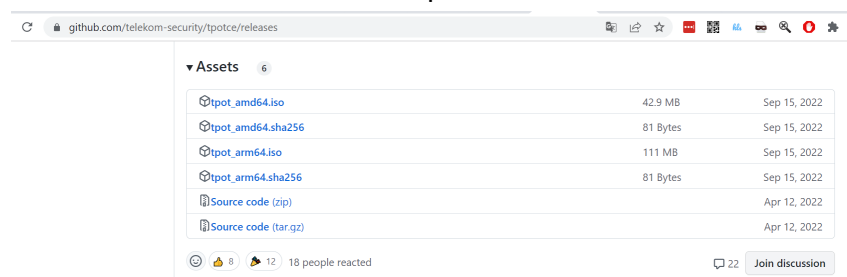 github.com/telekom-security/tpotce/releases
Assets 6
tpot_amd64.iso 42.9 MB Sep 15, 2022
tpot_amd64.sha256 81 Bytes Sep 15, 2022
tpot_arm64.iso 111 MB Sep 15, 2022
tpot_arm64.sha256 81 Bytes Sep 15, 2022
Source code (zip) Apr 12, 2022
Source code (tar.gz) Apr 12, 2022
8 12 18 people reacted 22 Join discussion